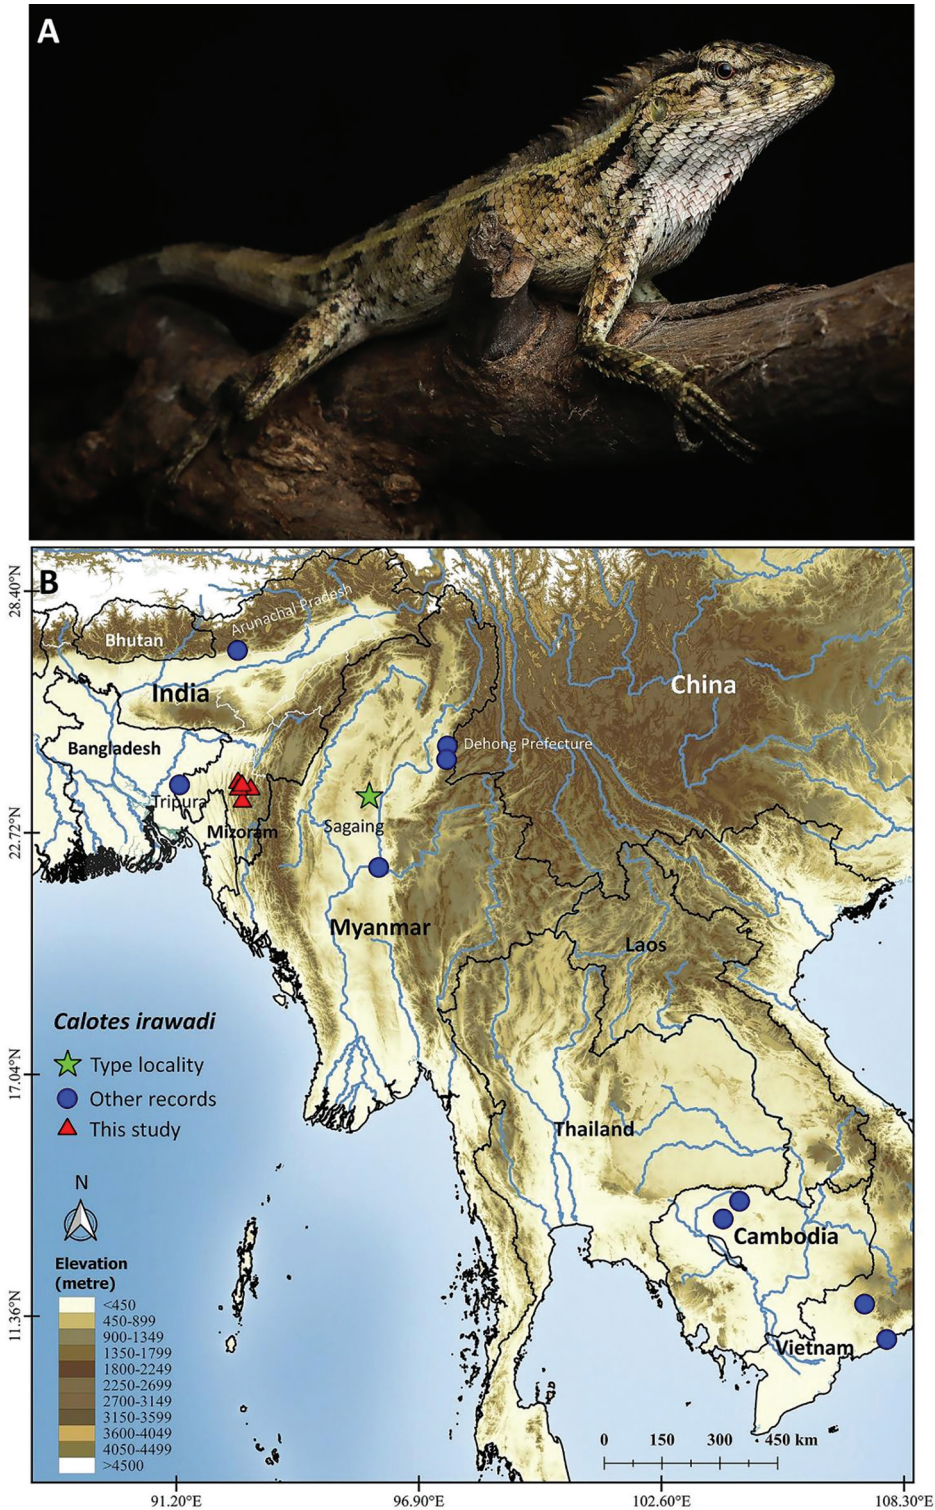 A
B
28.40°N
Bhutan
Arunachal Pradesh
India
China
Bangladesh
Dehong Prefecture
Tripura
Sagaing
22.72°N
Mizoram
Myanmar
Laos
Calotes irawadi
Type locality
17.04°N
Other records
This study
Thailand
N
Cambodia
Elevation
(metre)
<450
11.36°N
450-899
900-1349
Vietnam
1350-1799
1800-2249
2250-2699
2700-3149
3150-3599
3600-4049
4050-4499
>4500
0 150 300 450 km
91.20°E 96.90°E 102.60°E 108.30°E